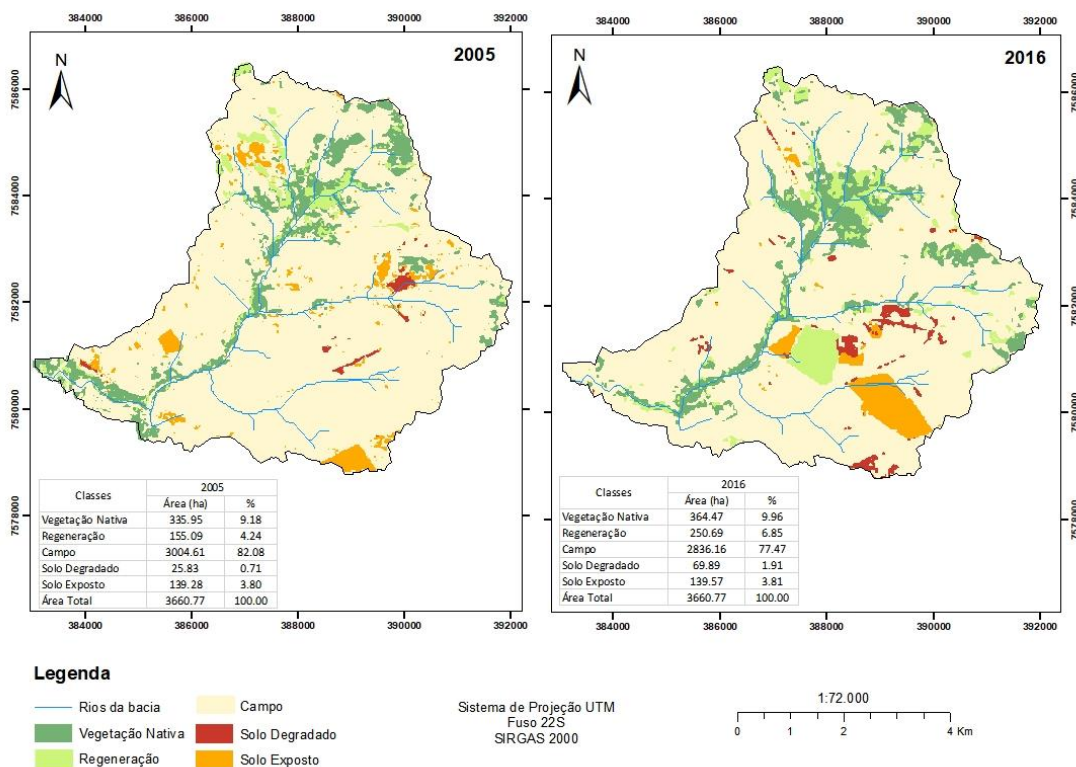 384000 386000 388000 390000 392000
2005
N
7586000
7584000
7582000
7580000
7578000
Classes 2005
Área (ha) %
Vegetação Nativa 335.95 9.18
Regeneração 155.09 4.24
Campo 3004.61 82.08
Solo Degradado 25.83 0.71
Solo Exposto 139.28 3.80
Área Total 3660.77 100.00
384000 386000 388000 390000 392000
384000 386000 388000 390000 392000
2016
N
7586000
7584000
7582000
7580000
7578000
Classes 2016
Área (ha) %
Vegetação Nativa 364.47 9.96
Regeneração 250.69 6.85
Campo 2836.16 77.47
Solo Degradado 69.89 1.91
Solo Exposto 139.57 3.81
Área Total 3660.77 100.00
384000 386000 388000 390000 392000
Legenda
Rios da bacia
Campo
Vegetação Nativa
Solo Degradado
Regeneração
Solo Exposto
Sistema de Projeção UTM
Fuso 22S
SIRGAS 2000
1:72.000
0 1 2 4 Km